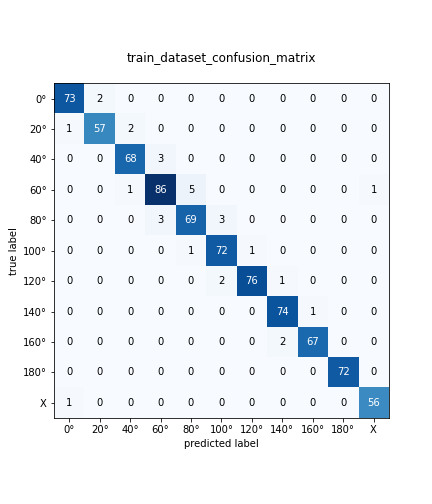 train_dataset_confusion_matrix
true label
0° 73 2 0 0 0 0 0 0 0 0 0
20° 1 57 2 0 0 0 0 0 0 0 0
40° 0 0 68 3 0 0 0 0 0 0 0
60° 0 0 1 86 5 0 0 0 0 0 1
80° 0 0 0 3 69 3 0 0 0 0 0
100° 0 0 0 0 1 72 1 0 0 0 0
120° 0 0 0 0 0 2 76 1 0 0 0
140° 0 0 0 0 0 0 0 74 1 0 0
160° 0 0 0 0 0 0 0 2 67 0 0
180° 0 0 0 0 0 0 0 0 0 72 0
X 1 0 0 0 0 0 0 0 0 0 56
0° 20° 40° 60° 80° 100° 120° 140° 160° 180° X
predicted label